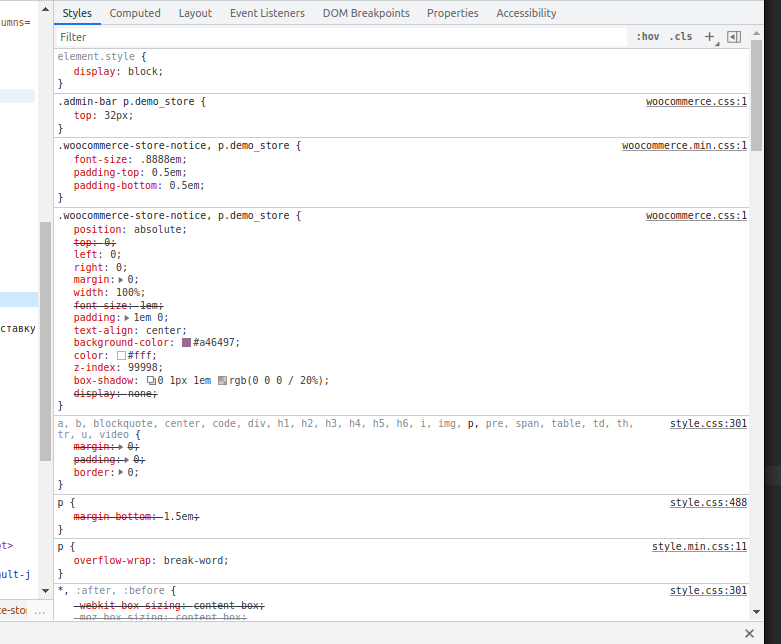 Styles Computed Layout Event Listeners DOM Breakpoints Properties Accessibility
umns=
Filter :hov .cls +
element.style {
display: block;
}
.admin-bar p.demo_store { woocommerce.css:1
top: 32px;
}
.woocommerce-store-notice, p.demo_store { woocommerce.min.css:1
font-size: .8888em;
padding-top: 0.5em;
padding-bottom: 0.5em;
}
.woocommerce-store-notice, p.demo_store { woocommerce.css:1
position: absolute;
top: 0;
left: 0;
right: 0;
margin: 0;
width: 100%;
font-size: 1em;
padding: 1em 0;
text-align: center;
background-color: #a46497;
color: #fff;
z-index: 99998;
box-shadow: 0 1px 1em rgb(0 0 0 / 20%);
display: none;
}
ставку
a, b, blockquote, center, code, div, h1, h2, h3, h4, h5, h6, i, img, p, pre, span, table, td, th, style.css:301
tr, u, video {
margin: 0;
padding: 0;
border: 0;
}
p { style.css:488
margin-bottom: 1.5em;
}
p { style.min.css:11
overflow-wrap: break-word;
}
ot>
ault-j
*, :after, :before { style.css:301
-webkit-box-sizing: content-box;
-moz-box-sizing: content-box;
ce-stor ...